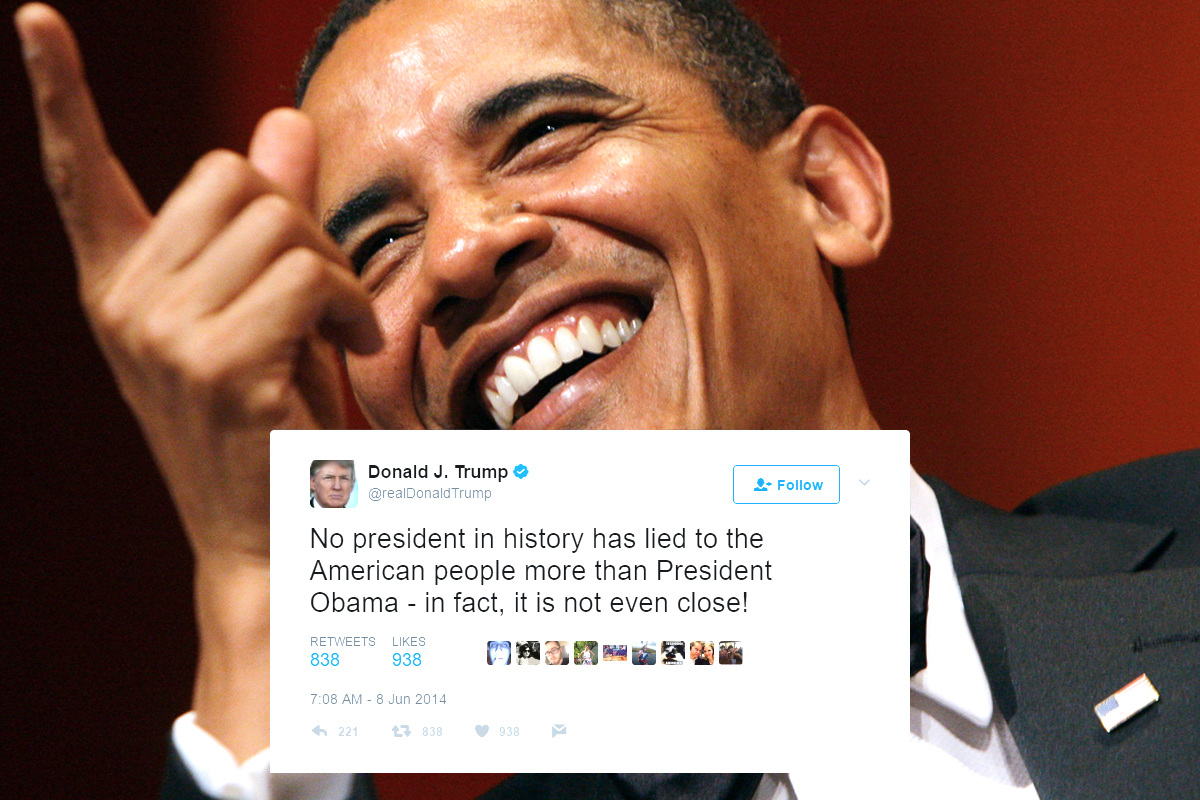 Donald J. Trump
@realDonaldTrump
Follow
No president in history has lied to the
American people more than President
Obama - in fact, it is not even close!
RETWEETS LIKES
838 938
7:08 AM - 8 Jun 2014
221 838 938